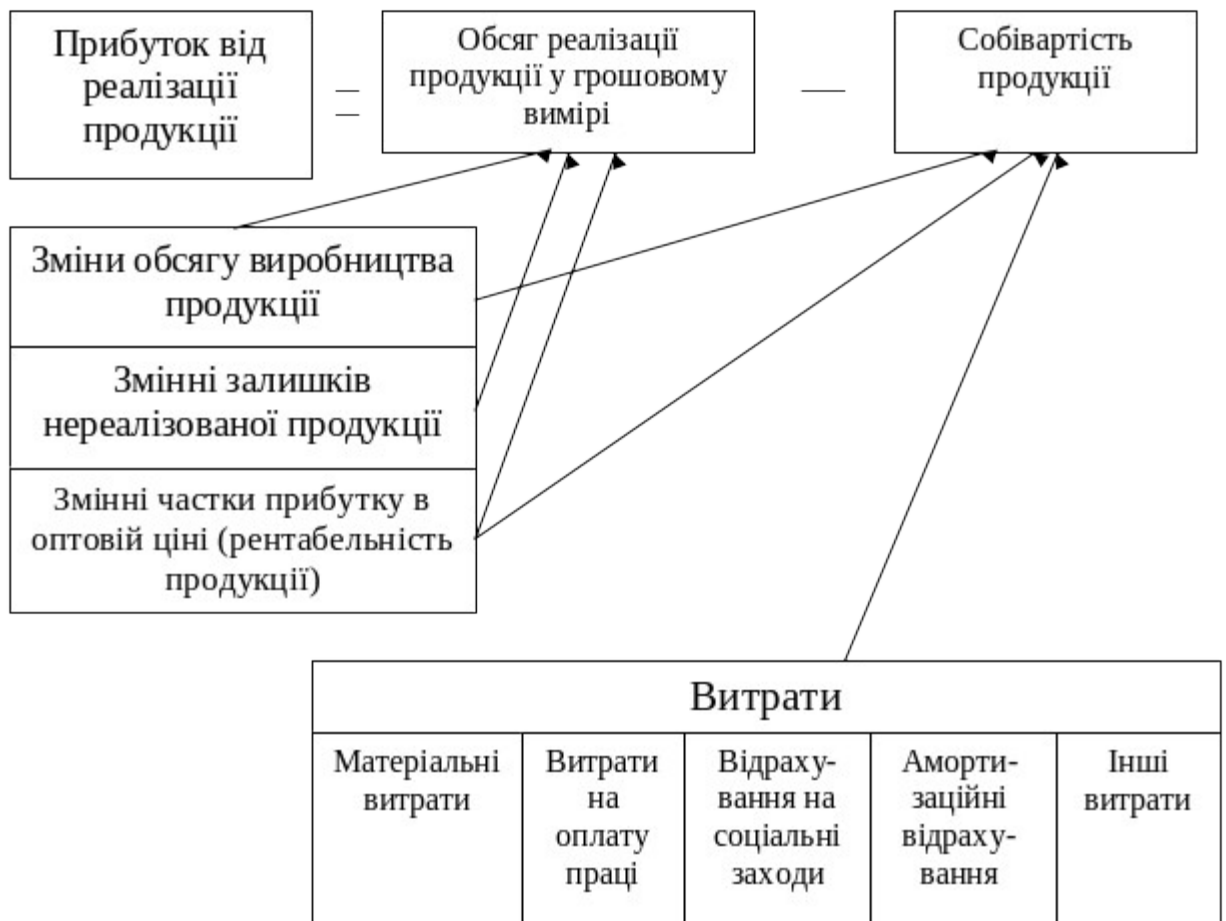 Прибуток від
реалізації
продукції
=
Обсяг реалізації
продукції у грошовому
вимірі
—
Собівартість
продукції
Зміни обсягу виробництва
продукції
Змінні залишків
нереалізованої продукції
Змінні частки прибутку в
оптовій ціні (рентабельність
продукції)
Витрати
Матеріальні
витрати
Витрати
на
оплату
праці
Відраху-
вання на
соціальні
заходи
Аморти-
заційні
відраху-
вання
Інші
витрати